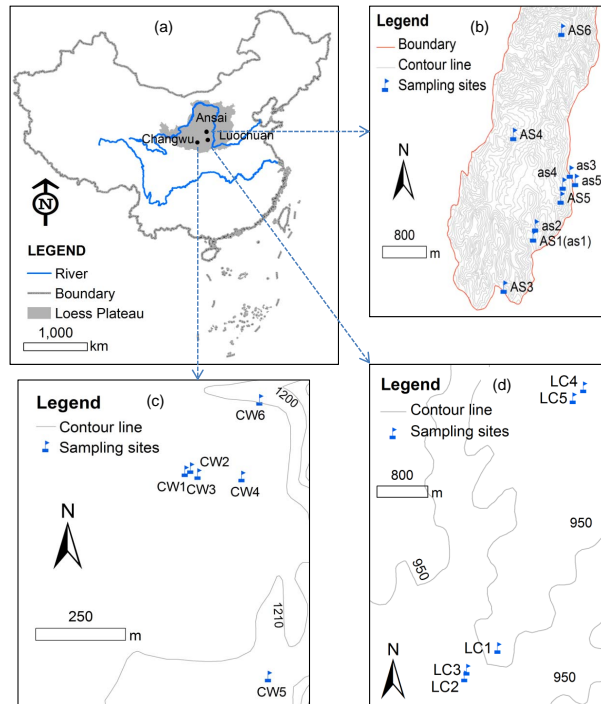 (a)
Ansai
Changwu
Luochuan
N
LEGEND
River
Boundary
Loess Plateau
1,000
km
Legend
(b)
Boundary
Contour line
Sampling sites
AS6
AS4
as3
as4
as5
AS5
as2
AS1(as1)
AS3
N
800
m
Legend
(c)
Contour line
Sampling sites
1200
CW6
CW2
CW1
CW3
CW4
N
250
m
1210
CW5
Legend
(d)
Contour line
Sampling sites
LC4
LC5
800
m
950
950
LC1
LC3
LC2
N
950